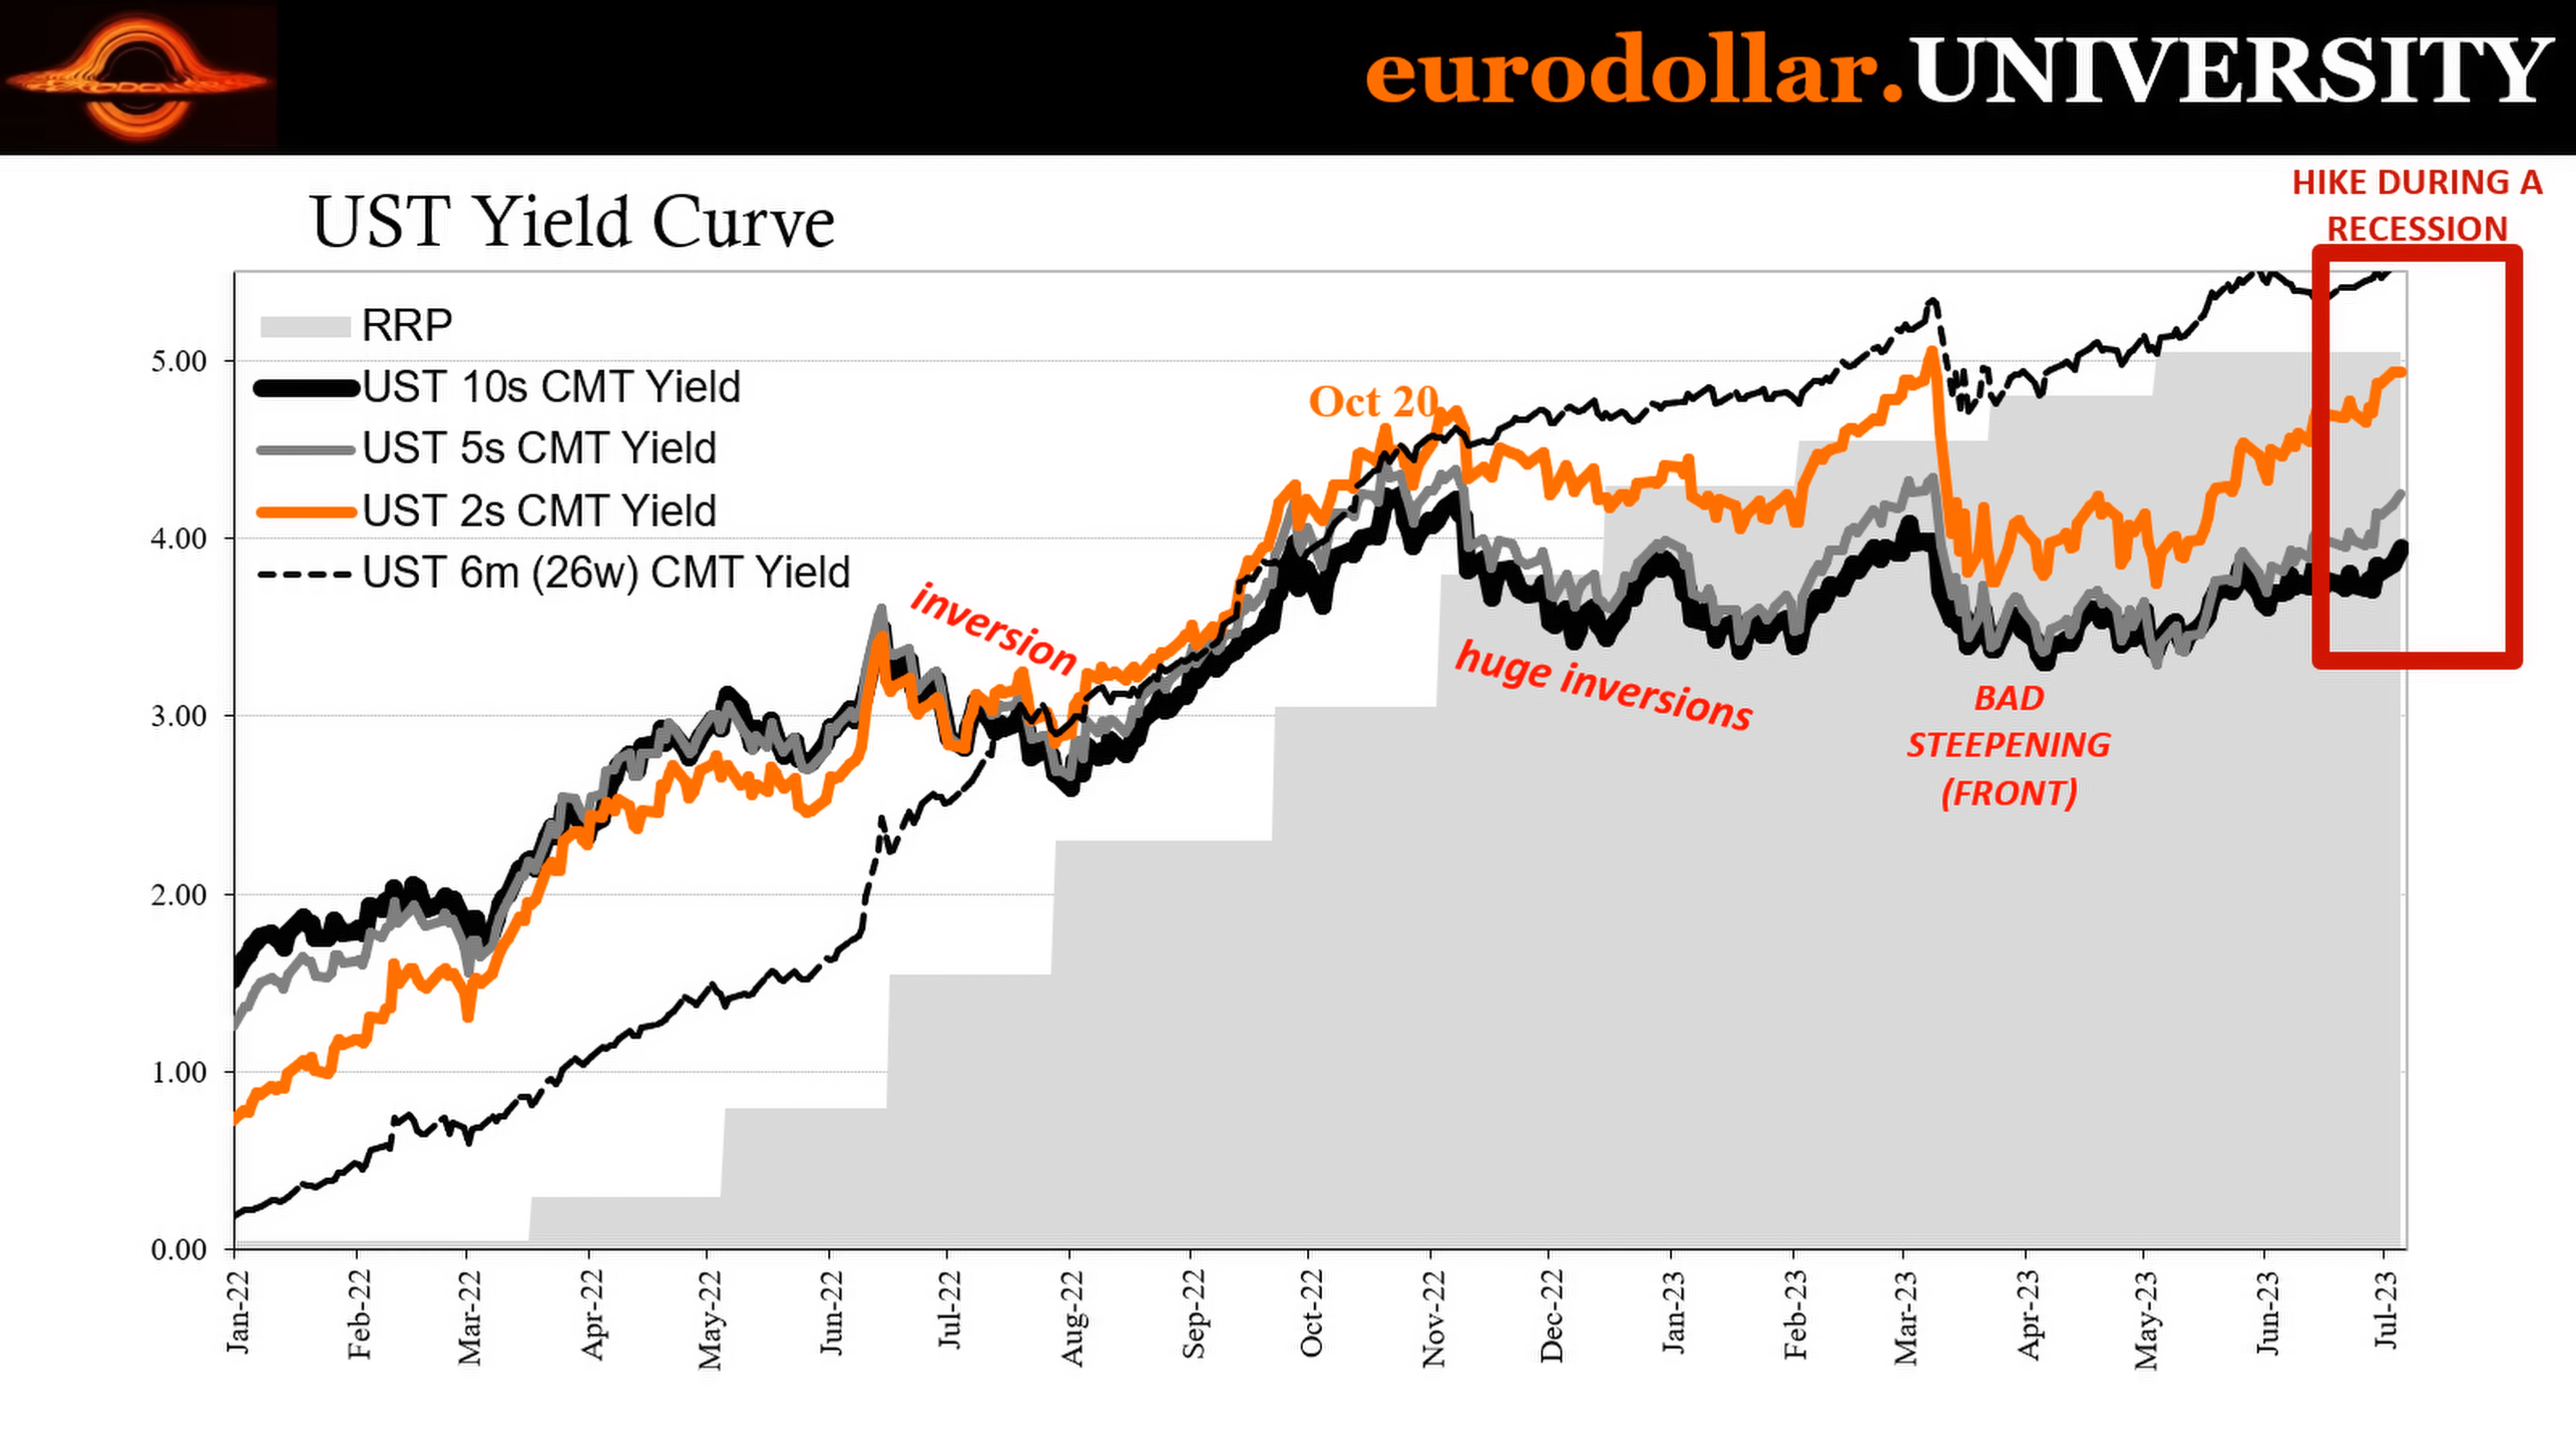 eurodollar.UNIVERSITY
HIKE DURING A
RECESSION
UST Yield Curve
RRP
UST 10s CMT Yield
UST 5s CMT Yield
UST 2s CMT Yield
UST 6m (26w) CMT Yield
Oct 20
inversion
huge inversions
BAD
STEEPENING
(FRONT)
5.00
4.00
3.00
2.00
1.00
0.00
Jan-22
Feb-22
Mar-22
Apr-22
May-22
Jun-22
Jul-22
Aug-22
Sep-22
Oct-22
Nov-22
Dec-22
Jan-23
Feb-23
Mar-23
Apr-23
May-23
Jun-23
Jul-23